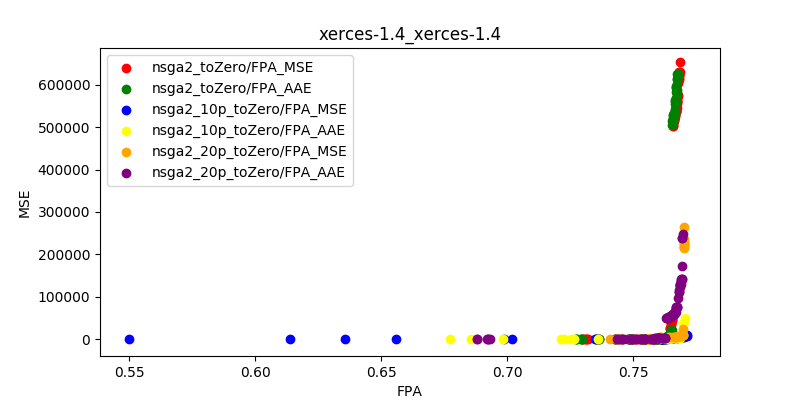 xerces-1.4_xerces-1.4
nsga2_toZero/FPA_MSE
nsga2_toZero/FPA_AAE
nsga2_10p_toZero/FPA_MSE
nsga2_10p_toZero/FPA_AAE
nsga2_20p_toZero/FPA_MSE
nsga2_20p_toZero/FPA_AAE
MSE
600000
500000
400000
300000
200000
100000
0
0.55 0.60 0.65 0.70 0.75
FPA